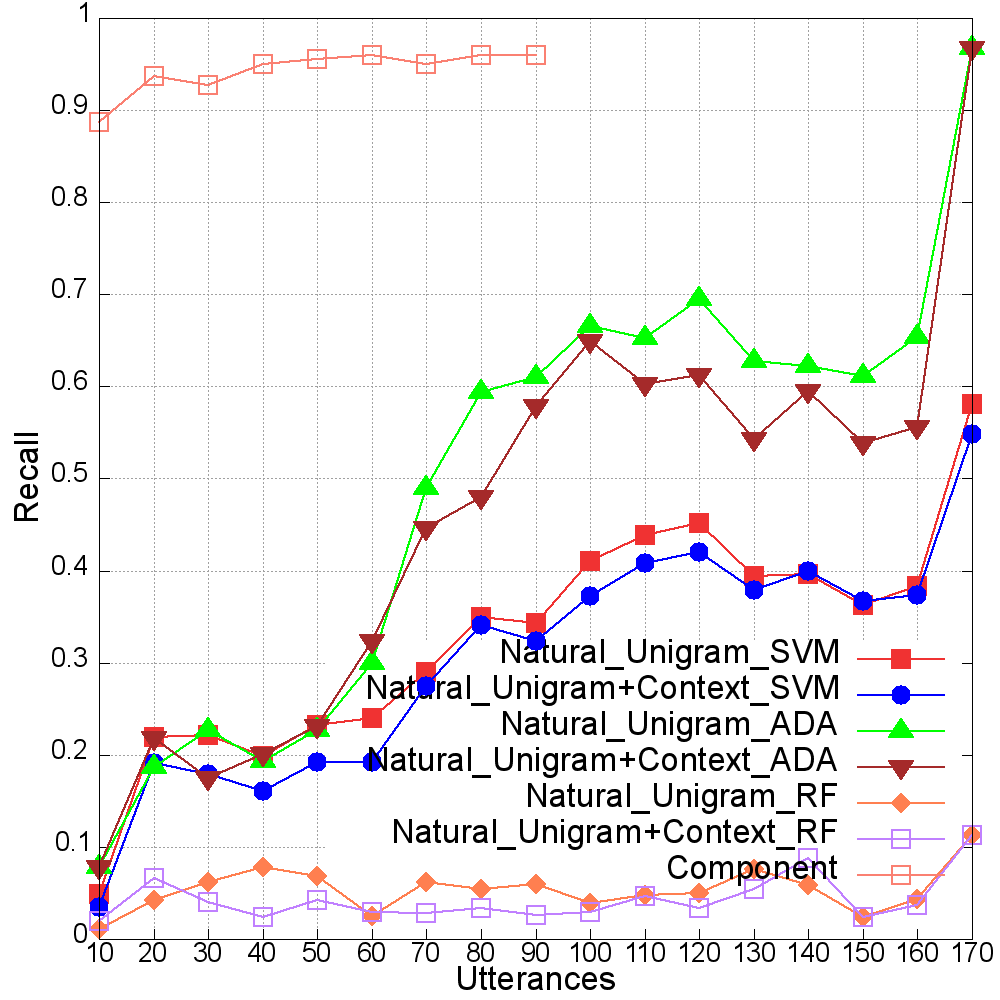 1
0.9
0.8
0.7
0.6
0.5
0.4
0.3
0.2
0.1
0
Recall
Natural_Unigram_SVM
Natural_Unigram+Context_SVM
Natural_Unigram_ADA
Natural_Unigram+Context_ADA
Natural_Unigram_RF
Natural_Unigram+Context_RF
Component
10 20 30 40 50 60 70 80 90 100 110 120 130 140 150 160 170
Utterances